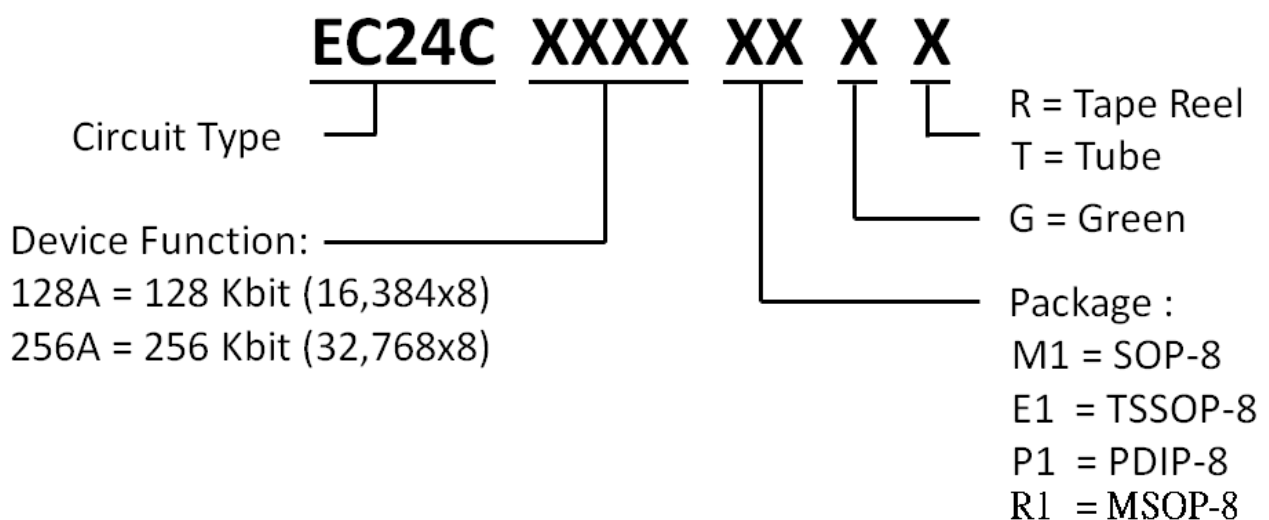 EC24C XXXX XX X X
Circuit Type
Device Function:
128A = 128 Kbit (16,384x8)
256A = 256 Kbit (32,768x8)
R = Tape Reel
T = Tube
G = Green
Package :
M1 = SOP-8
E1 = TSSOP-8
P1 = PDIP-8
R1 = MSOP-8